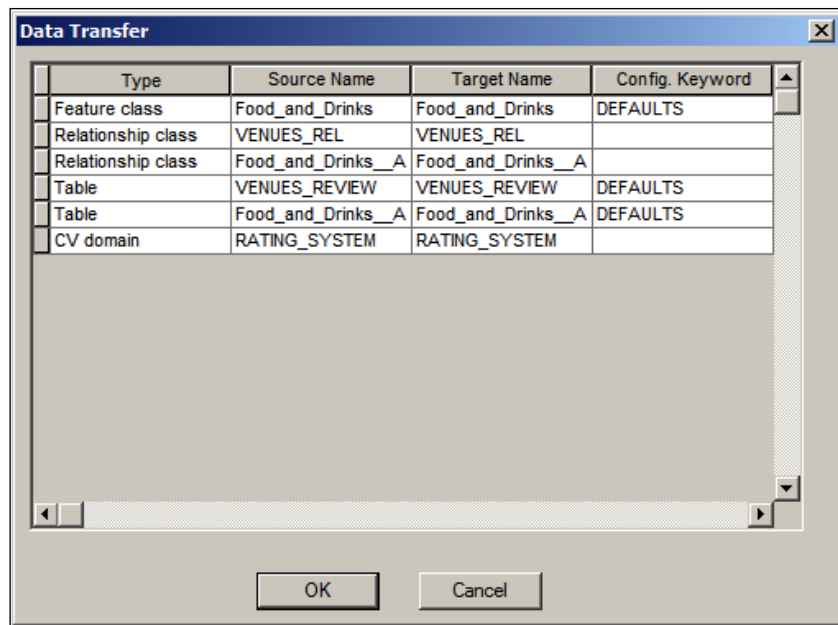 Data Transfer
Type Source Name Target Name Config. Keyword
Feature class Food_and_Drinks Food_and_Drinks DEFAULTS
Relationship class VENUES_REL VENUES_REL
Relationship class Food_and_Drinks__A Food_and_Drinks__A
Table VENUES_REVIEW VENUES_REVIEW DEFAULTS
Table Food_and_Drinks__A Food_and_Drinks__A DEFAULTS
CV domain RATING_SYSTEM RATING_SYSTEM
OK Cancel